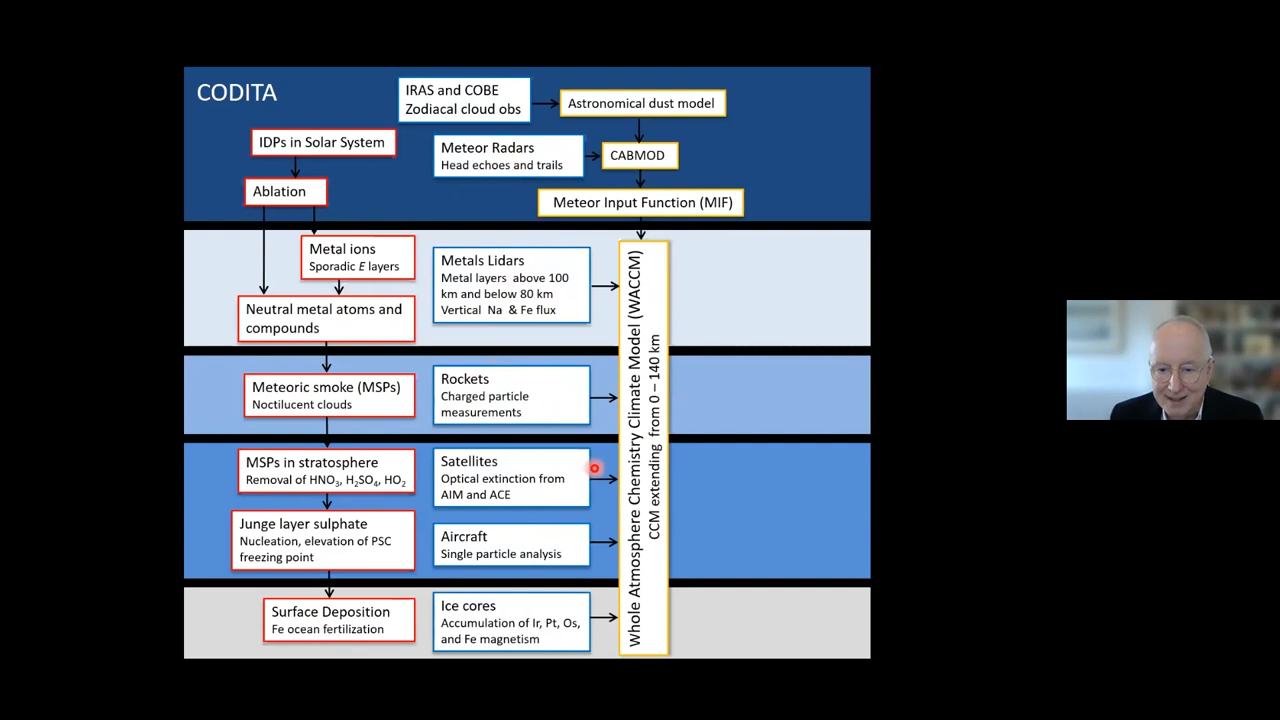 CODITA
IRAS and COBE
Zodiacal cloud obs
Astronomical dust model
IDPs in Solar System
Meteor Radars
Head echoes and trails
CABMOD
Ablation
Meteor Input Function (MIF)
Metal ions
Sporadic E layers
Neutral metal atoms and
compounds
Metals Lidars
Metal layers above 100
km and below 80 km
Vertical Na & Fe flux
Whole Atmosphere Chemistry Climate Model (WACCM)
CCM extending from 0 – 140 km
Meteoric smoke (MSPs)
Noctilucent clouds
Rockets
Charged particle
measurements
MSPs in stratosphere
Removal of HNO3, H2SO4, HO2
Satellites
Optical extinction from
AIM and ACE
Junge layer sulphate
Nucleation, elevation of PSC
freezing point
Aircraft
Single particle analysis
Surface Deposition
Fe ocean fertilization
Ice cores
Accumulation of Ir, Pt, Os,
and Fe magnetism